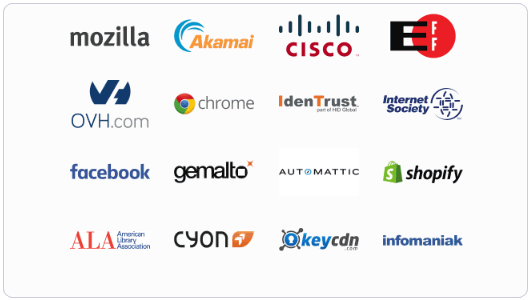 mozilla
Akamai
CISCO
EFF
OVH.com
chrome
IdenTrust
part of HID Global
Internet
Society
facebook
gemalto
AUTOMATTIC
shopify
ALA American
Library
Association
CYON
keycdn
.com
infomaniak